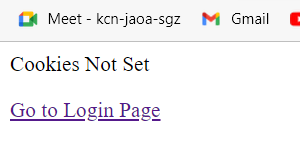 Meet - kcn-jaoa-sgz Gmail
Cookies Not Set
Go to Login Page